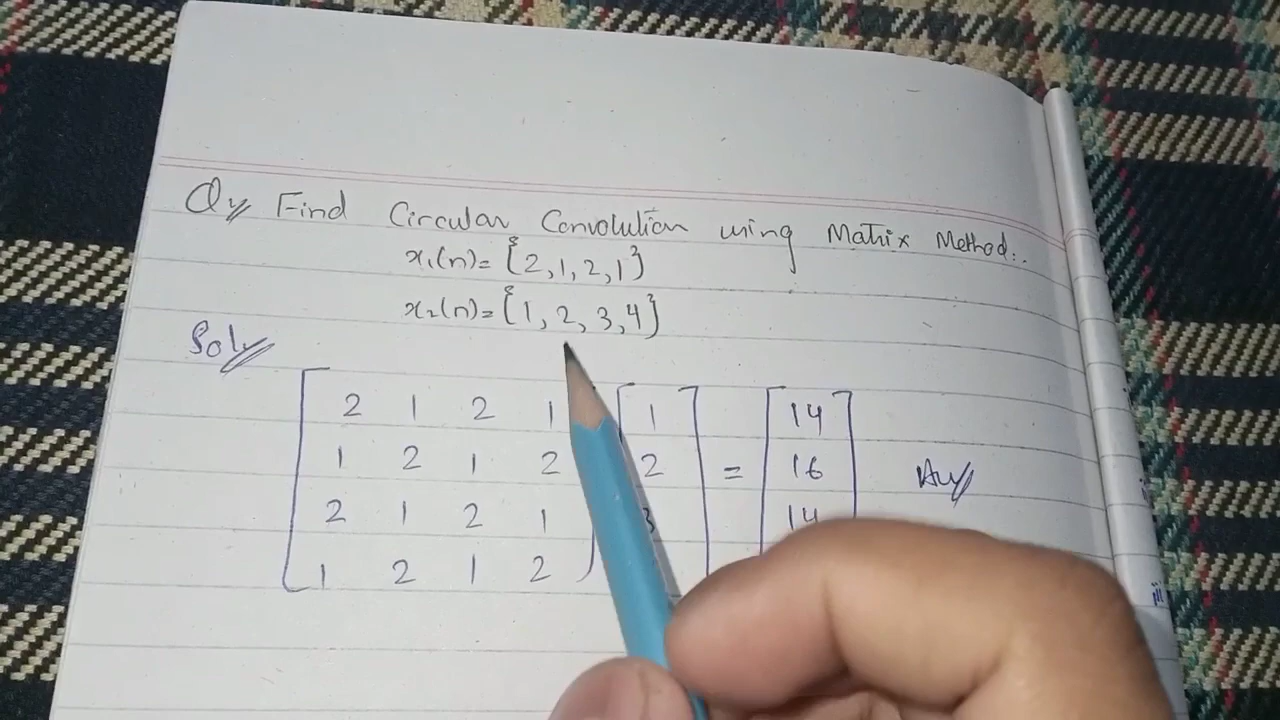 Q Find Circular Convolution using Matrix Method:.
x₁(n)= {2,1,2,1}
x₂(n)= {1, 2, 3,4}
Sol
2 1 2 1 1 14
1 2 1 2 2 = 16 Ans
2 1 2 1 3 14
1 2 1 2